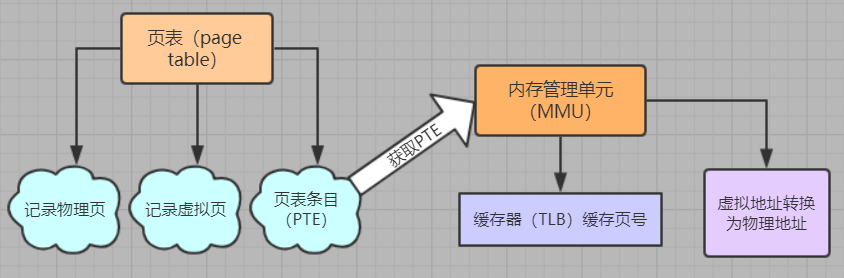 页表（page
table）
内存管理单元
（MMU）
获取PTE
记录物理页
记录虚拟页
页表条目
（PTE）
缓存器（TLB）缓存页号
虚拟地址转换
为物理地址